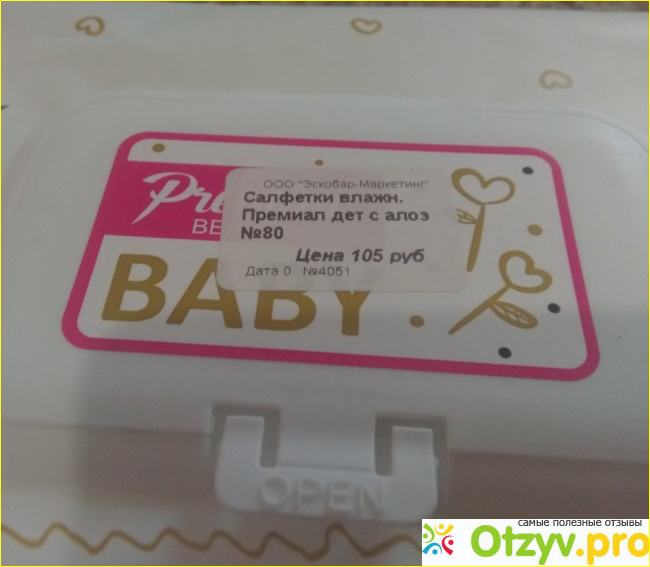 ООО "Эскобар-Маркетинг"
Салфетки влажн.
Премиал дет с алоэ
№80
Цена 105 руб
Дата 0 №4051
BABY
OPEN
самые полезные отзывы
Otzyv.pro